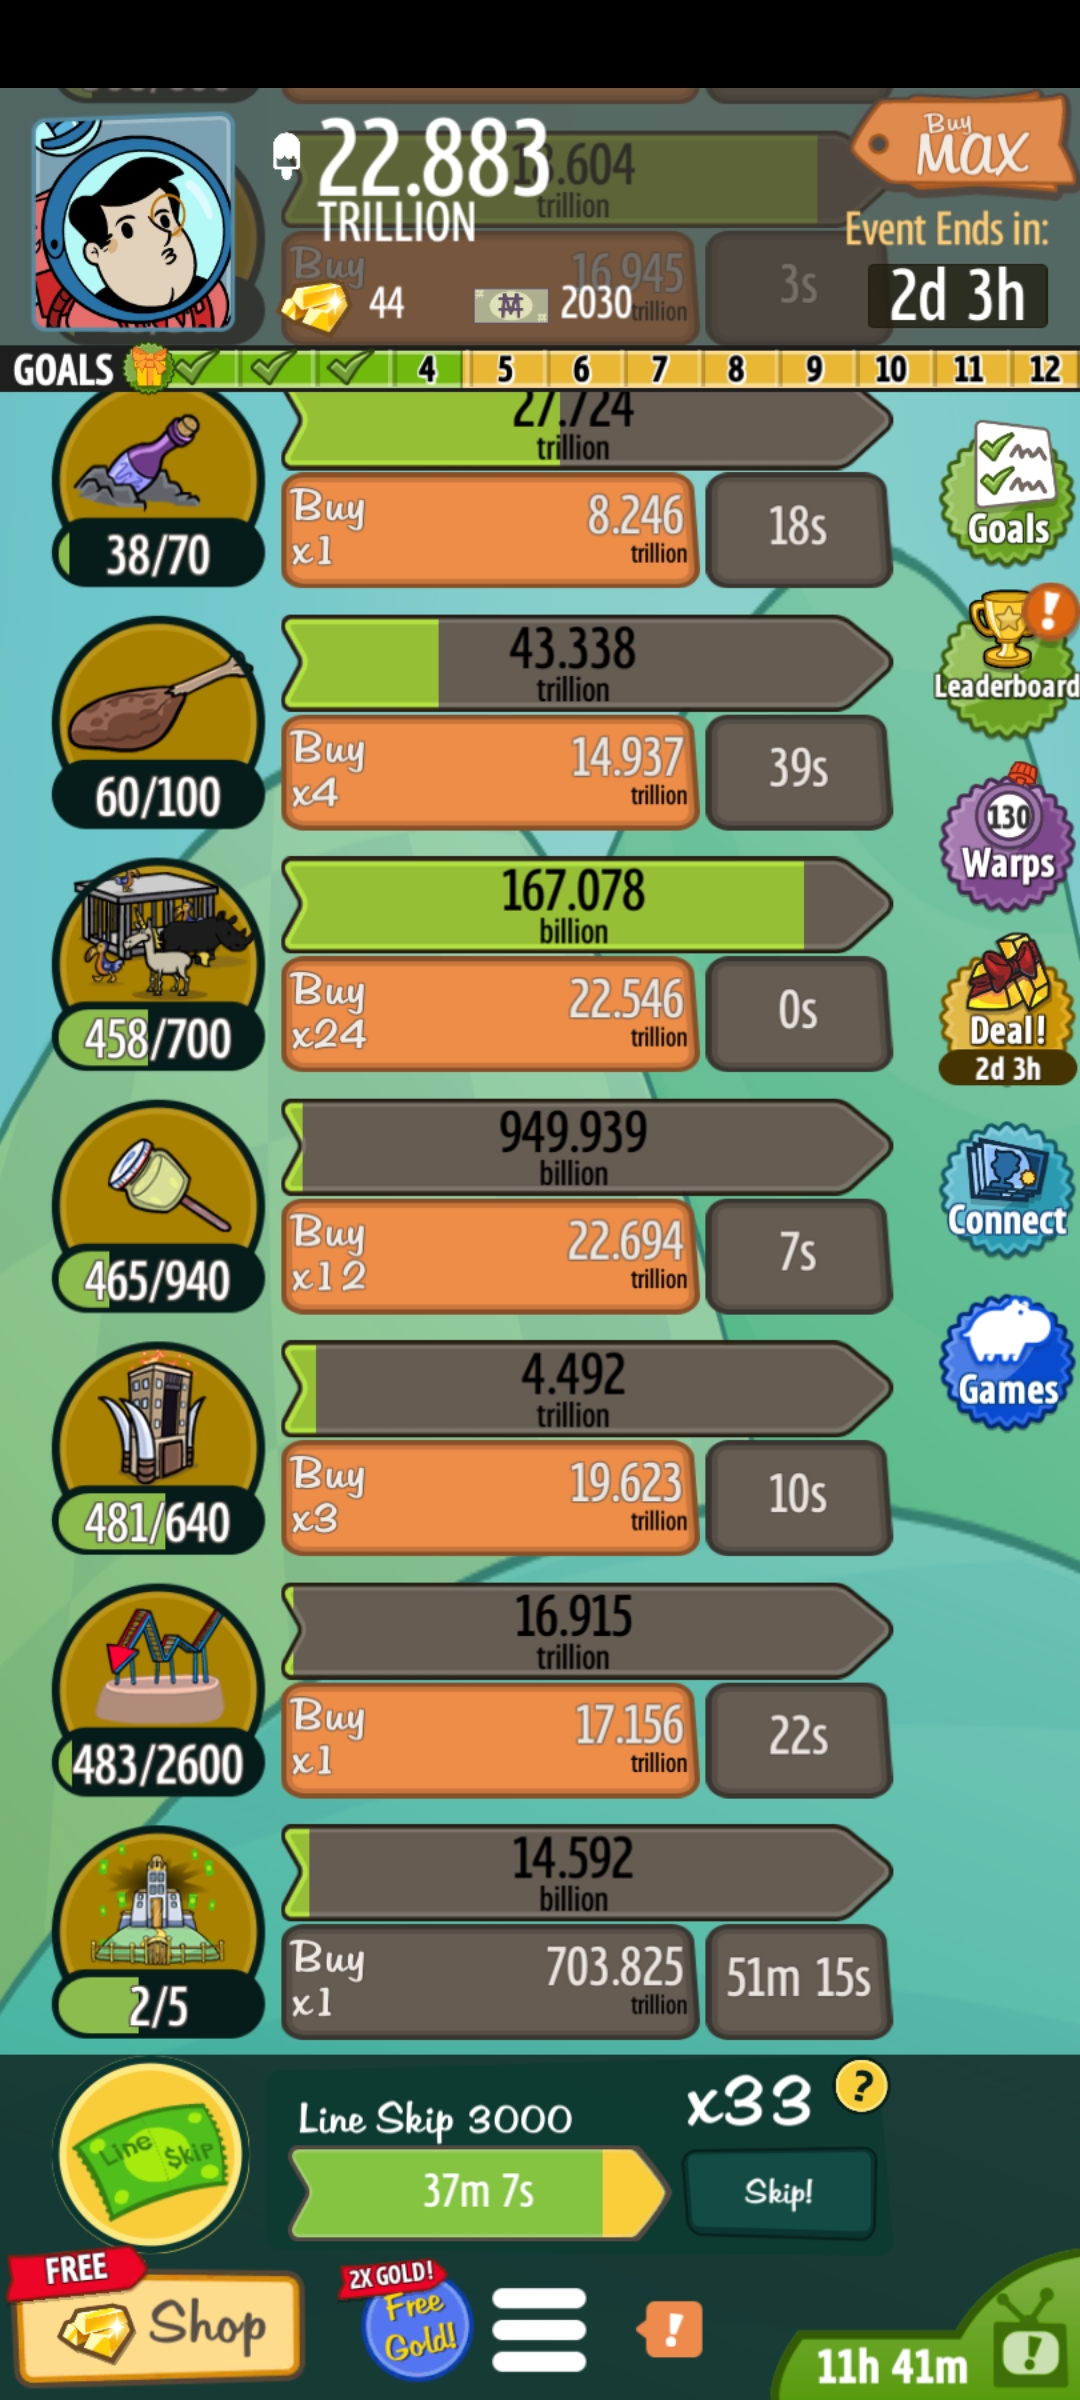 22.883
TRILLION
13.604
trillion
Buy
MAX
Event Ends in:
2d 3h
Buy
16.945
trillion
3s
44
2030
GOALS
4
5
6
7
8
9
10
11
12
27.724
trillion
38/70
Buy
x1
8.246
trillion
18s
Goals
43.338
trillion
60/100
Buy
x4
14.937
trillion
39s
!
Leaderboard
167.078
billion
458/700
Buy
x24
22.546
trillion
0s
130
Warps
949.939
billion
465/940
Buy
x12
22.694
trillion
7s
Deal!
2d 3h
4.492
trillion
481/640
Buy
x3
19.623
trillion
10s
Connect
16.915
trillion
483/2600
Buy
x1
17.156
trillion
22s
Games
14.592
billion
2/5
Buy
x1
703.825
trillion
51m 15s
Line $kip
Line Skip 3000
x33
?
37m 7s
Skip!
FREE
Shop
2X GOLD!
Free
Gold!
!
11h 41m
!